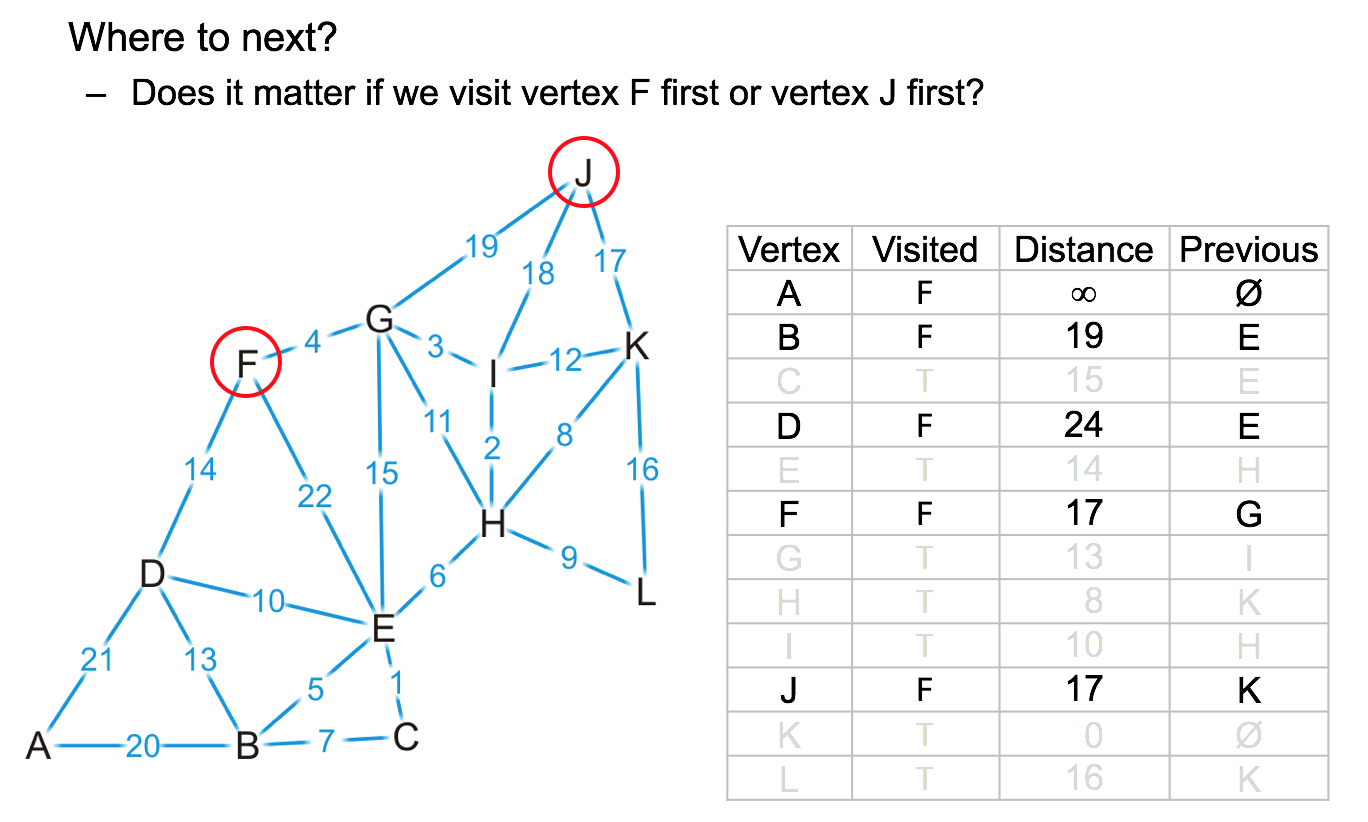 Where to next?
– Does it matter if we visit vertex F first or vertex J first?
J
19
18
17
G
4
3
K
F
I
12
11
2
8
14
15
16
22
H
9
6
L
D
10
E
21
13
5
1
A
20
B
7
C
Vertex Visited Distance Previous
A F ∞ Ø
B F 19 E
C T 15 E
D F 24 E
E T 14 H
F F 17 G
G T 13 I
H T 8 K
I T 10 H
J F 17 K
K T 0 Ø
L T 16 K